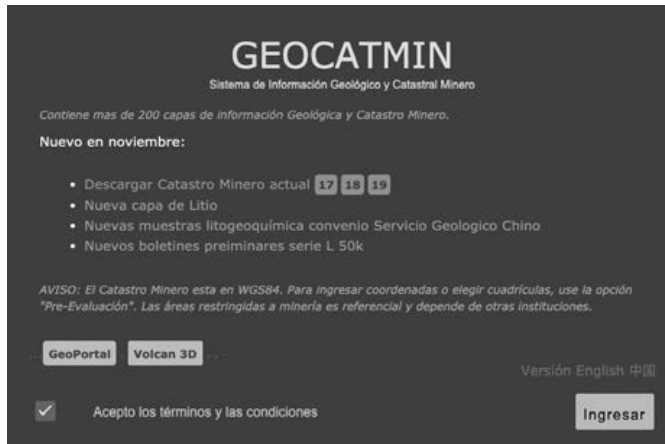 GEOCATMIN
Sistema de Información Geológico y Catastral Minero
Contiene mas de 200 capas de información Geológica y Catastro Minero.
Nuevo en noviembre:
• Descargar Catastro Minero actual 17 18 19
• Nueva capa de Litio
• Nuevas muestras litogeoquímica convenio Servicio Geologico Chino
• Nuevos boletines preiminares serie L 50k
AVISO: El Catastro Minero esta en WGS84. Para ingresar coordenadas o elegir cuadrículas, use la opción
"Pre-Evaluación". Las áreas restringidas a minería es referencial y depende de otras instituciones.
GeoPortal Volcan 3D
Versión English 中国
Acepto los términos y las condiciones
Ingresar